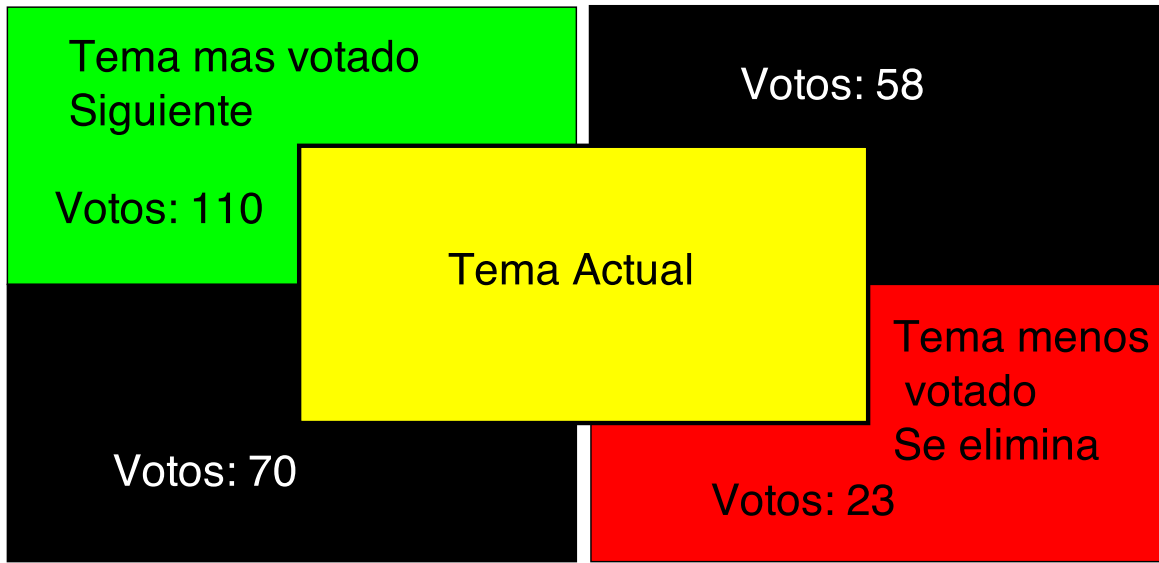 Tema mas votado
Siguiente
Votos: 110
Votos: 58
Tema Actual
Votos: 70
Tema menos
votado
Se elimina
Votos: 23